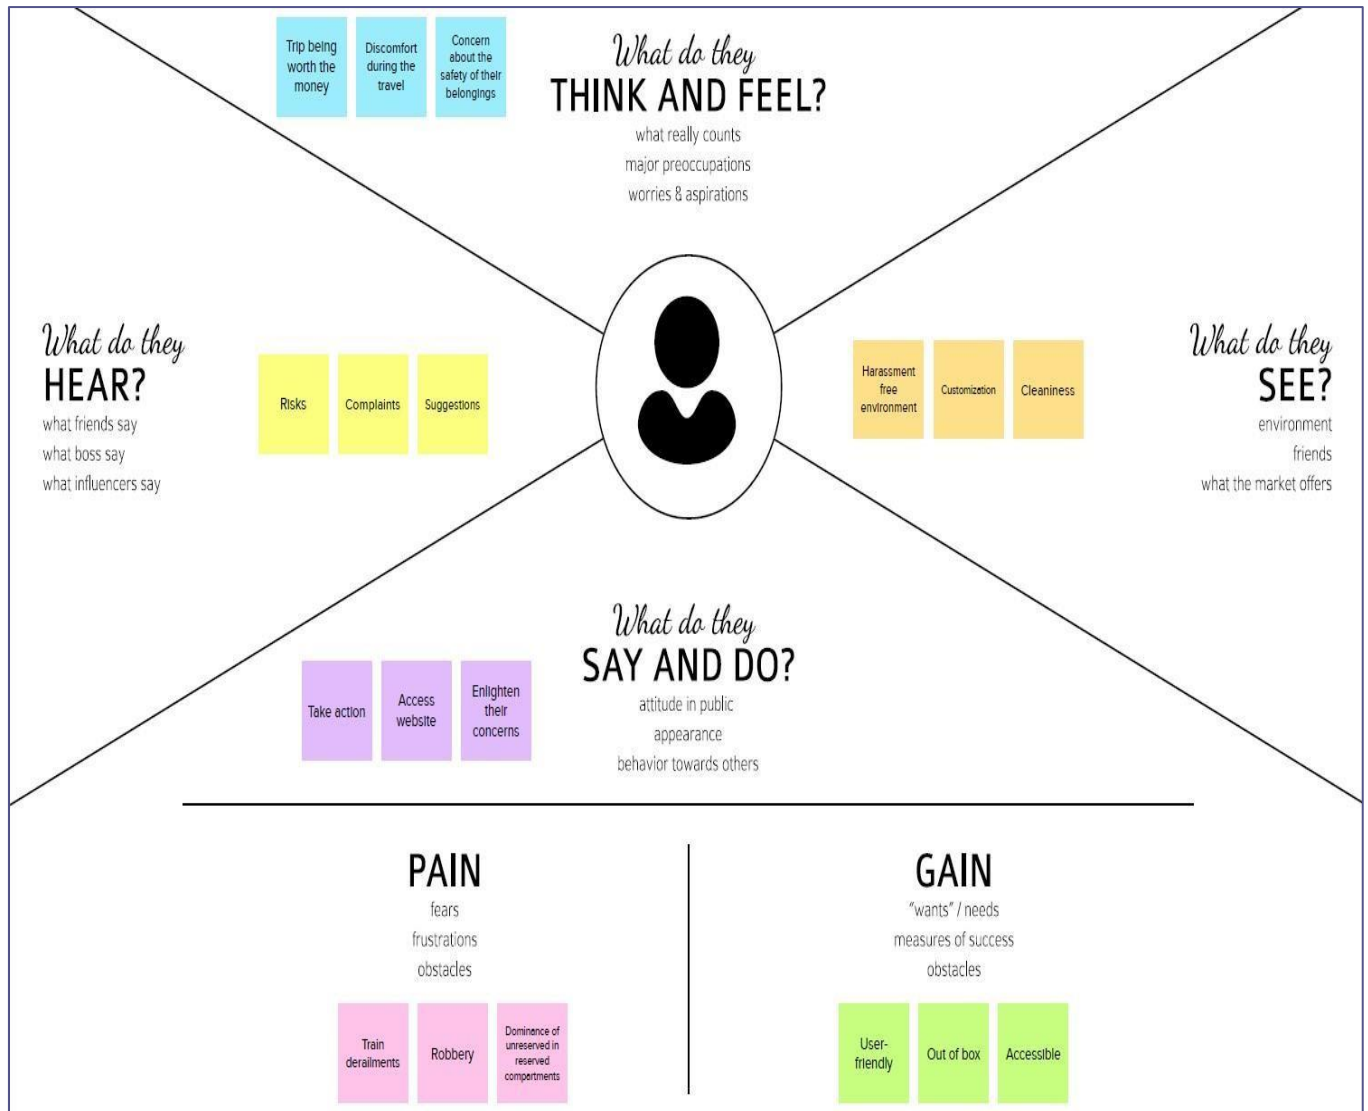 Trip being
worth the
money
Discomfort
during the
travel
Concern
about the
safety of their
belongings
What do they
THINK AND FEEL?
what really counts
major preoccupations
worries & aspirations
What do they
HEAR?
what friends say
what boss say
what influencers say
Risks
Complaints
Suggestions
Harassment
free
environment
Customization
Cleaniness
What do they
SEE?
environment
friends
what the market offers
What do they
SAY AND DO?
attitude in public
appearance
behavior towards others
Take action
Access
website
Enlighten
their
concerns
PAIN
fears
frustrations
obstacles
Train
derailments
Robbery
Dominance of
unreserved in
reserved
compartments
GAIN
"wants" / needs
measures of success
obstacles
User-
friendly
Out of box
Accessible